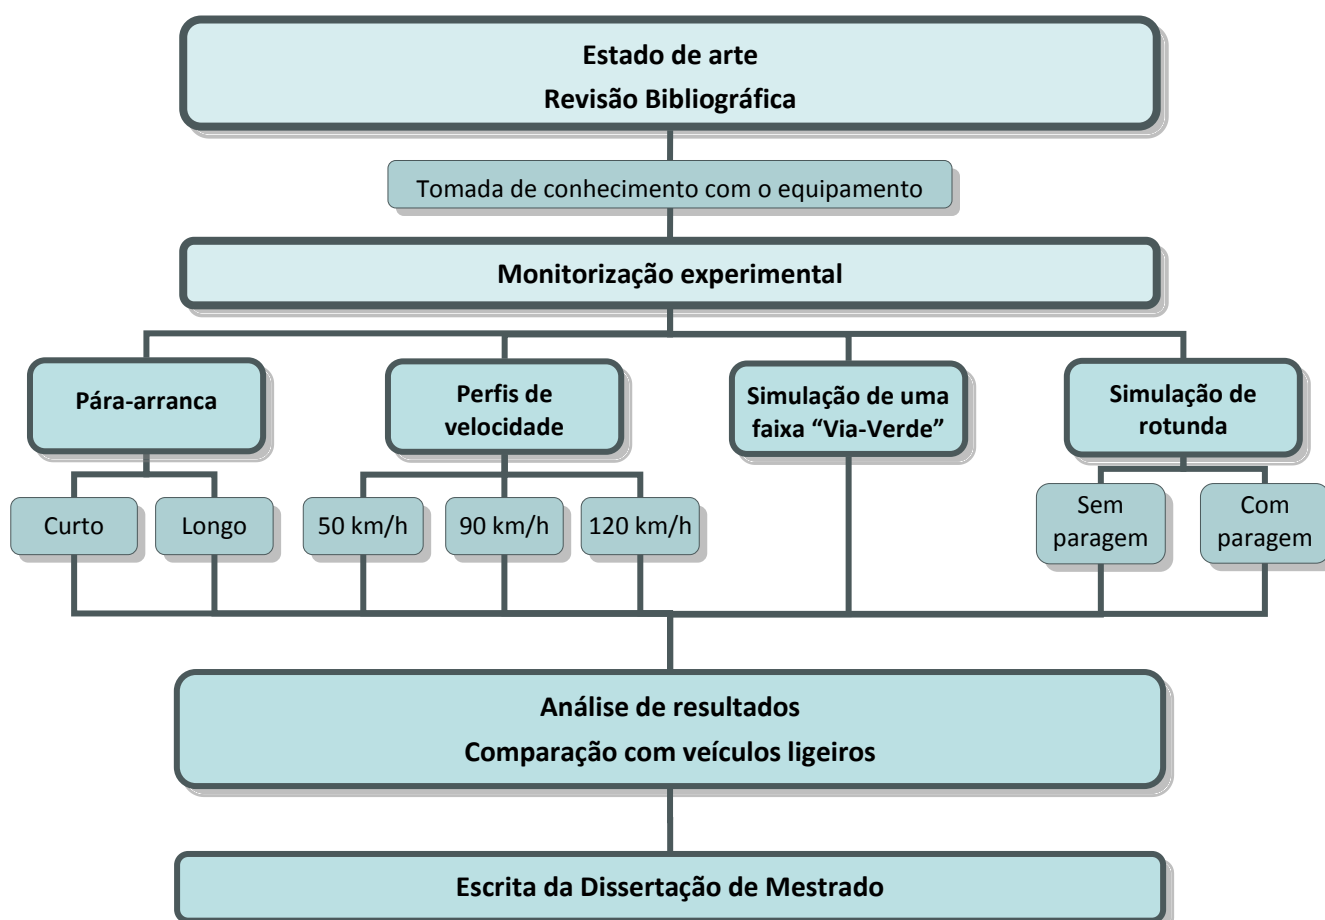 Estado de arte
Revisão Bibliográfica
Tomada de conhecimento com o equipamento
Monitorização experimental
Pára-arranca
Perfis de
velocidade
Simulação de uma
faixa “Via-Verde”
Simulação de
rotunda
Curto
Longo
50 km/h
90 km/h
120 km/h
Sem
paragem
Com
paragem
Análise de resultados
Comparação com veículos ligeiros
Escrita da Dissertação de Mestrado